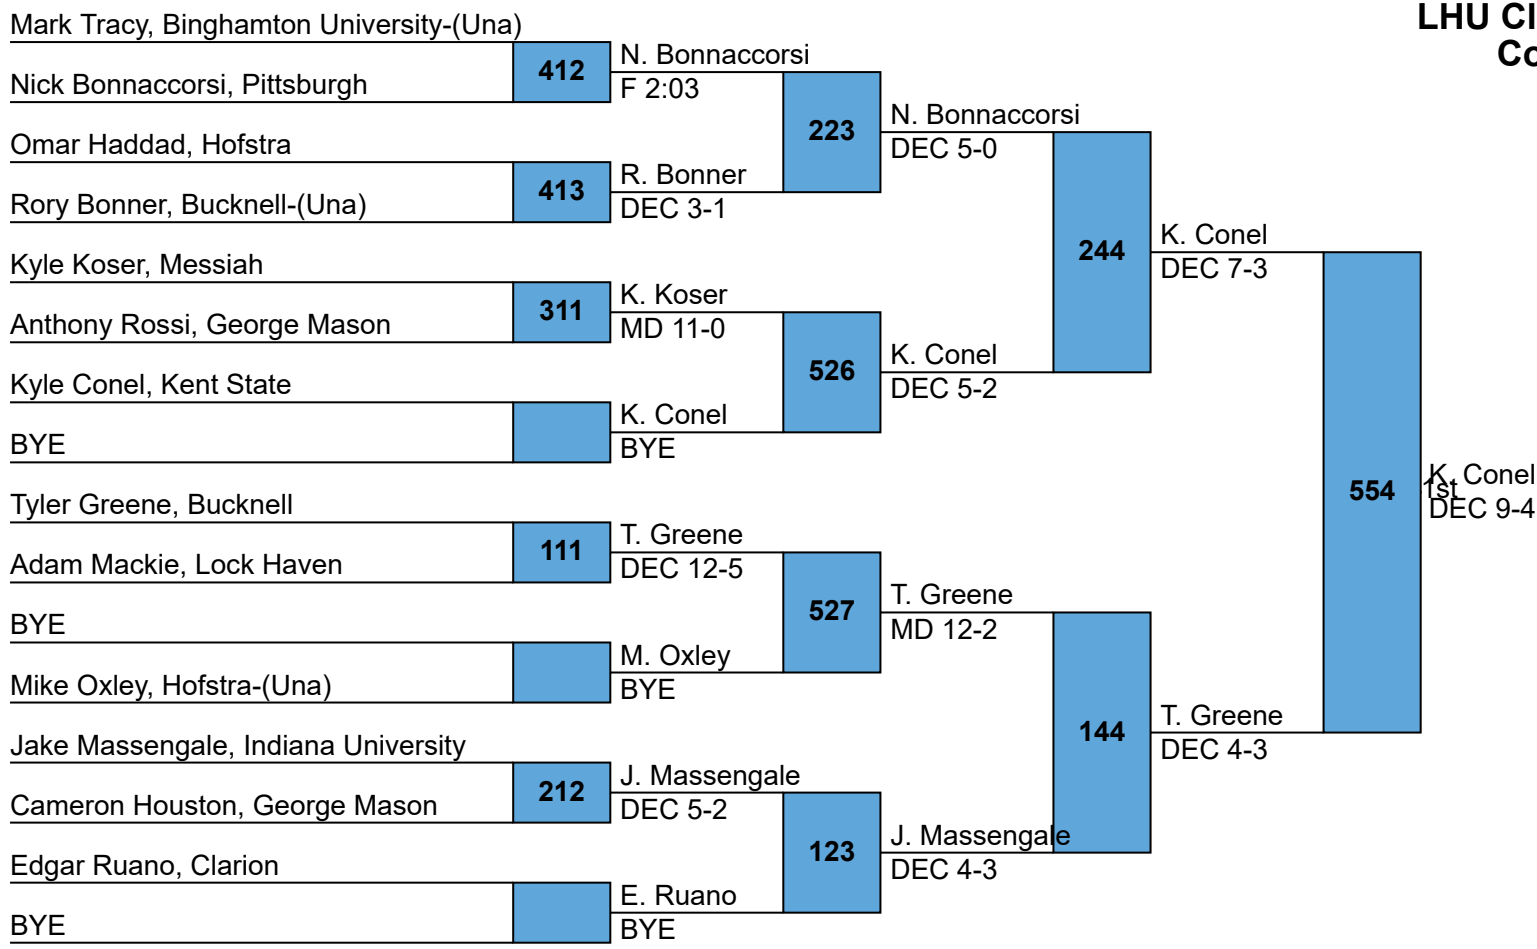 LHU Cl
Co
Mark Tracy, Binghamton University-(Una)
412
Nick Bonnaccorsi, Pittsburgh
N. Bonnaccorsi
F 2:03
223
Omar Haddad, Hofstra
413
Rory Bonner, Bucknell-(Una)
R. Bonner
DEC 3-1
N. Bonnaccorsi
DEC 5-0
244
Kyle Koser, Messiah
311
Anthony Rossi, George Mason
K. Koser
MD 11-0
526
Kyle Conel, Kent State
BYE
K. Conel
BYE
K. Conel
DEC 5-2
K. Conel
DEC 7-3
554
Tyler Greene, Bucknell
111
Adam Mackie, Lock Haven
T. Greene
DEC 12-5
527
BYE
Mike Oxley, Hofstra-(Una)
M. Oxley
BYE
T. Greene
MD 12-2
144
Jake Massengale, Indiana University
212
Cameron Houston, George Mason
J. Massengale
DEC 5-2
123
Edgar Ruano, Clarion
BYE
E. Ruano
BYE
J. Massengale
DEC 4-3
T. Greene
DEC 4-3
K. Conel
1st
DEC 9-4